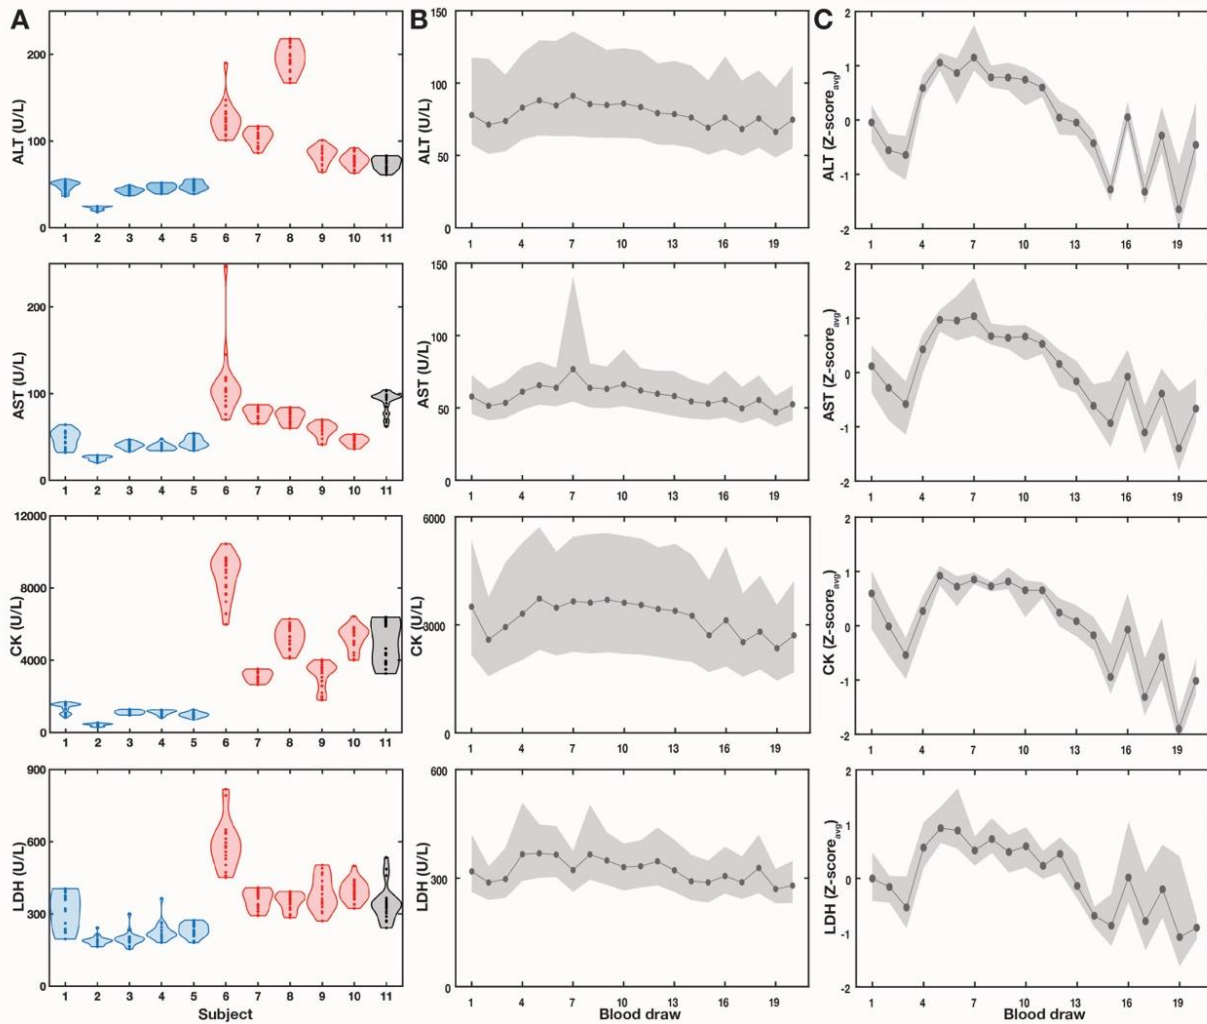 A B C
ALT (U/L)
200
100
0
1 2 3 4 5 6 7 8 9 10 11
ALT (U/L)
150
100
50
0
1 4 7 10 13 16 19
ALT (Z-scoreavg)
2
1
0
-1
-2
1 4 7 10 13 16 19
AST (U/L)
200
100
0
1 2 3 4 5 6 7 8 9 10 11
AST (U/L)
150
100
50
0
1 4 7 10 13 16 19
AST (Z-scoreavg)
2
1
0
-1
-2
1 4 7 10 13 16 19
CK (U/L)
12000
8000
4000
0
1 2 3 4 5 6 7 8 9 10 11
CK (U/L)
6000
3000
0
1 4 7 10 13 16 19
CK (Z-scoreavg)
2
1
0
-1
-2
1 4 7 10 13 16 19
LDH (U/L)
900
600
300
0
1 2 3 4 5 6 7 8 9 10 11
Subject
LDH (U/L)
600
300
0
1 4 7 10 13 16 19
Blood draw
LDH (Z-scoreavg)
2
1
0
-1
-2
1 4 7 10 13 16 19
Blood draw